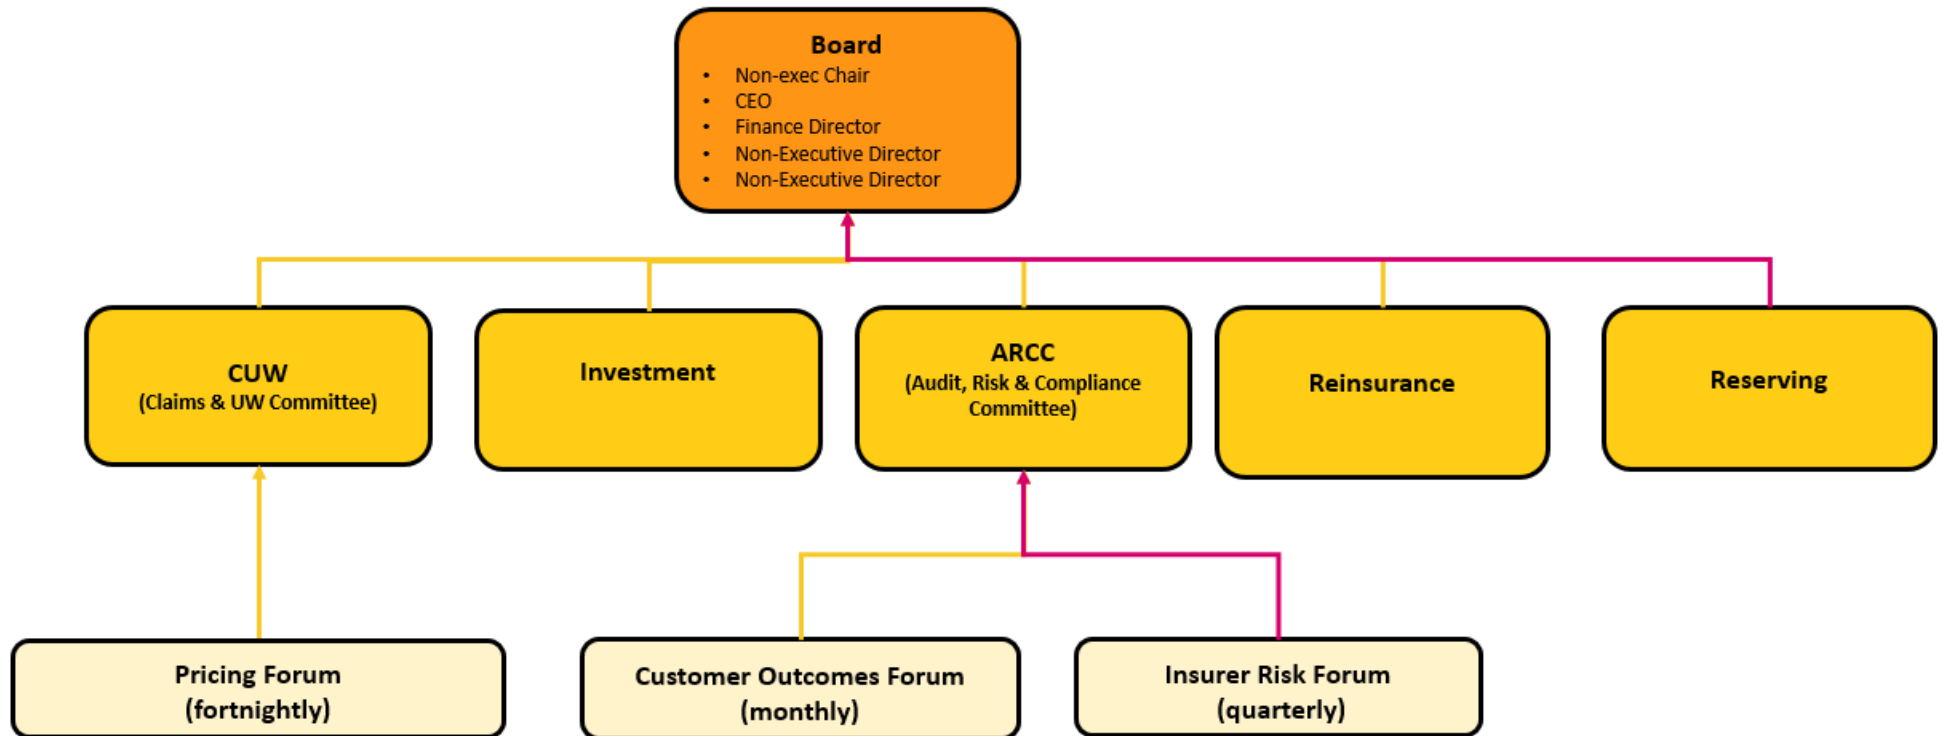 Board
• Non-exec Chair
• CEO
• Finance Director
• Non-Executive Director
• Non-Executive Director
CUW
(Claims & UW Committee)
Investment
ARCC
(Audit, Risk & Compliance
Committee)
Reinsurance
Reserving
Pricing Forum
(fortnightly)
Customer Outcomes Forum
(monthly)
Insurer Risk Forum
(quarterly)